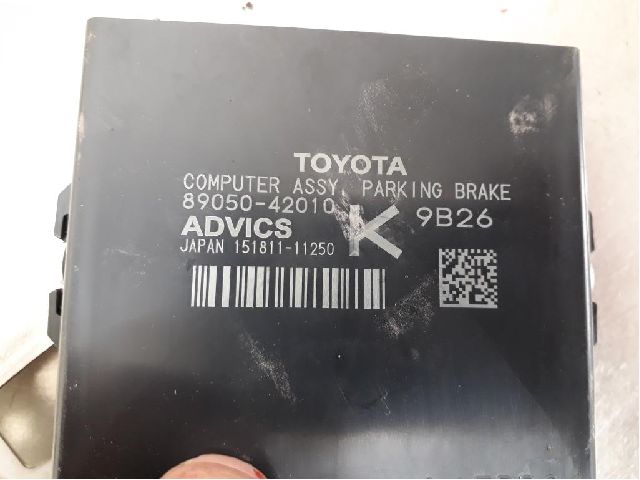 TOYOTA
COMPUTER ASSY, PARKING BRAKE
89050-42010 K 9B26
ADVICS
JAPAN 151811-11250